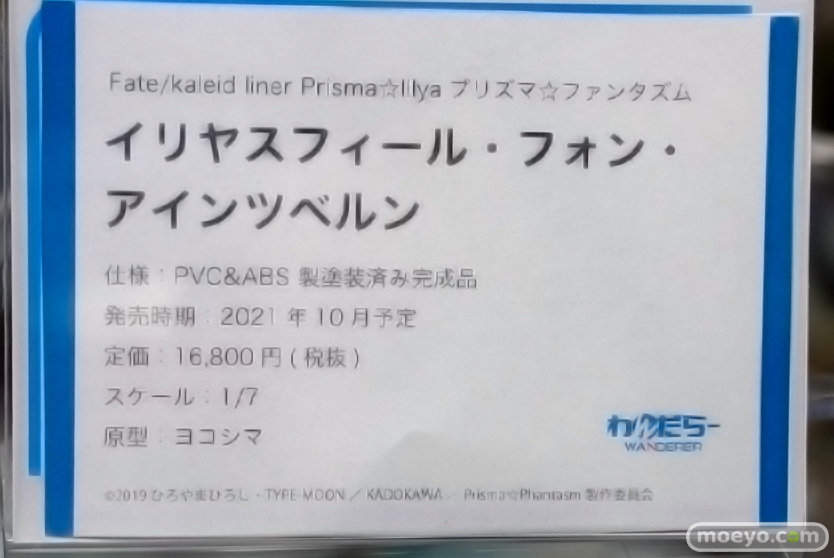 Fate/kaleid liner Prisma☆Illya プリズマ☆ファンタズム
イリヤスフィール・フォン・
アインツベルン
仕様：PVC&ABS 製塗装済み完成品
発売時期：2021 年 10 月予定
定価：16,800 円 ( 税抜 )
スケール：1/7
原型：ヨコシマ
わんだらー
WANDERER
©2019 ひろやまひろし・TYPE-MOON／KADOKAWA／ Prisma☆Phantasm 製作委員会
moeyo.com